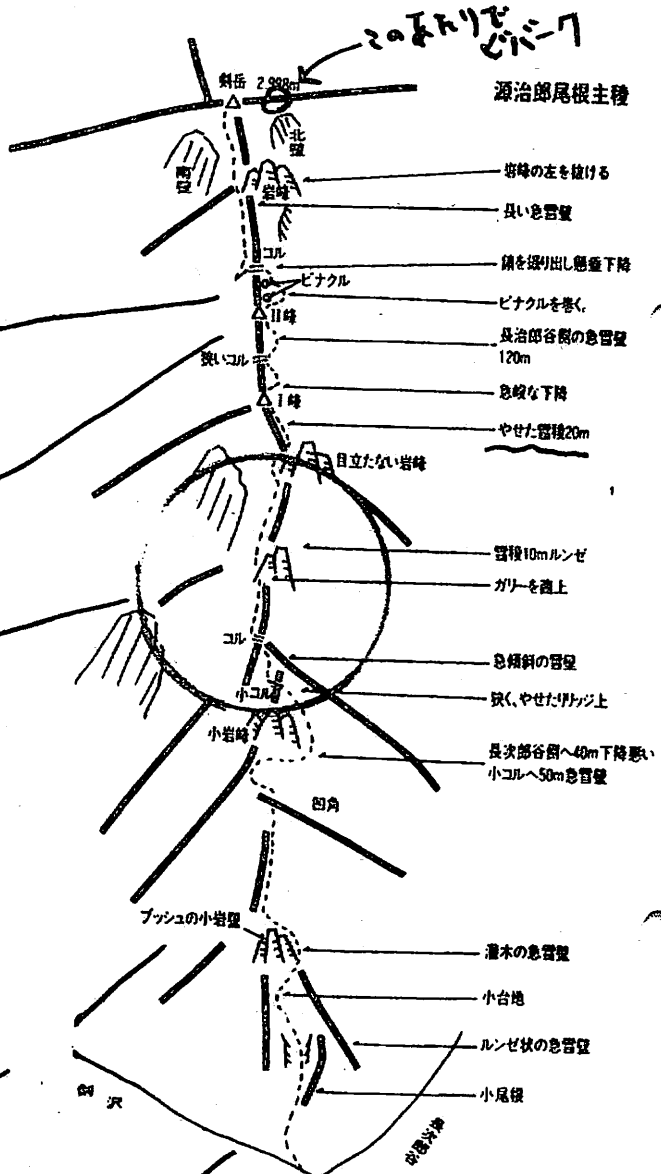 このあたりで
ビバーク
剣岳 2.998m
源治郎尾根主稜
北壁
南壁
岩峰
岩峰の左を抜ける
長い急雪壁
コル
鎖を掘り出し懸垂下降
ピナクル
ピナクルを巻く。
II峰
長治郎谷側の急雪壁
120m
狭いコル
急峻な下降
I峰
やせた雪稜20m
目立たない岩峰
雪稜10mルンゼ
ガリーを直上
コル
急傾斜の雪壁
小コル
狭く、やせたリッジ上
小岩峰
長次郎谷側へ40m下降悪い
小コルへ50m急雪壁
凹角
ブッシュの小岩壁
灌木の急雪壁
小台地
ルンゼ状の急雪壁
小尾根
剣沢
長次郎谷